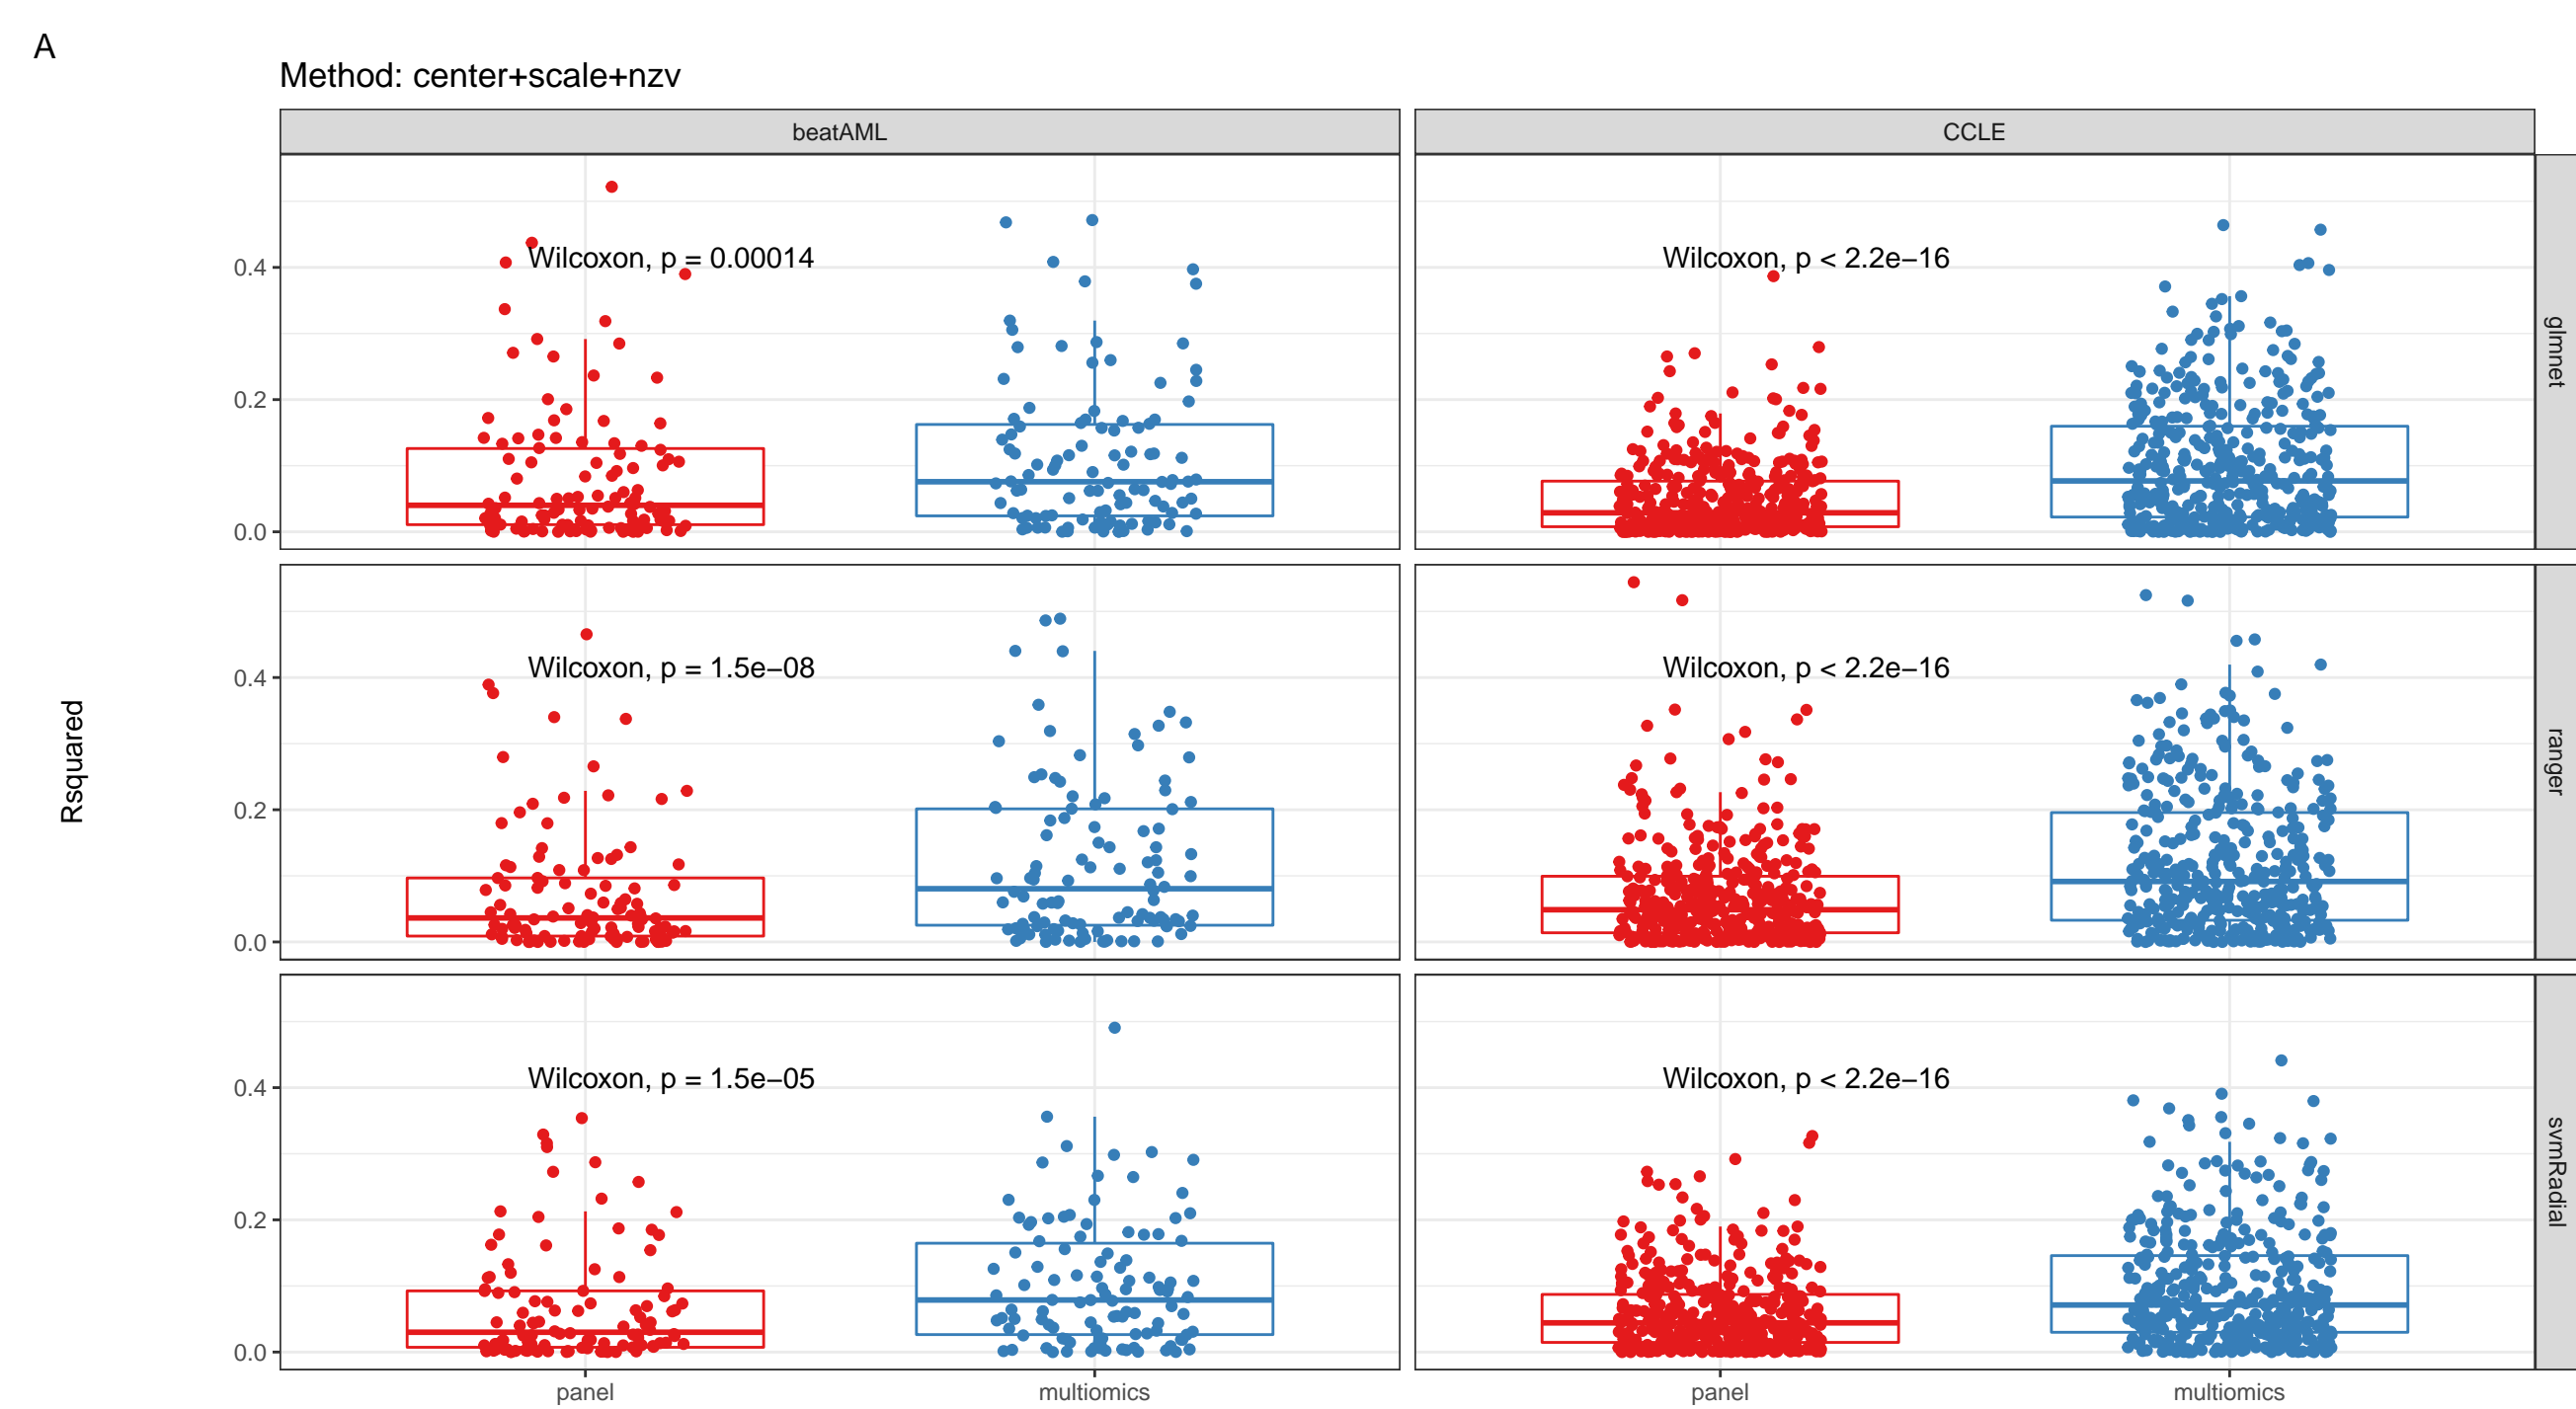 A
Method: center+scale+nzv
beatAML
CCLE
Wilcoxon, p = 0.00014
Wilcoxon, p < 2.2e−16
0.4
0.2
0.0
glmnet
Wilcoxon, p = 1.5e−08
Wilcoxon, p < 2.2e−16
0.4
0.2
0.0
ranger
Rsquared
Wilcoxon, p = 1.5e−05
Wilcoxon, p < 2.2e−16
0.4
0.2
0.0
svmRadial
panel
multiomics
panel
multiomics